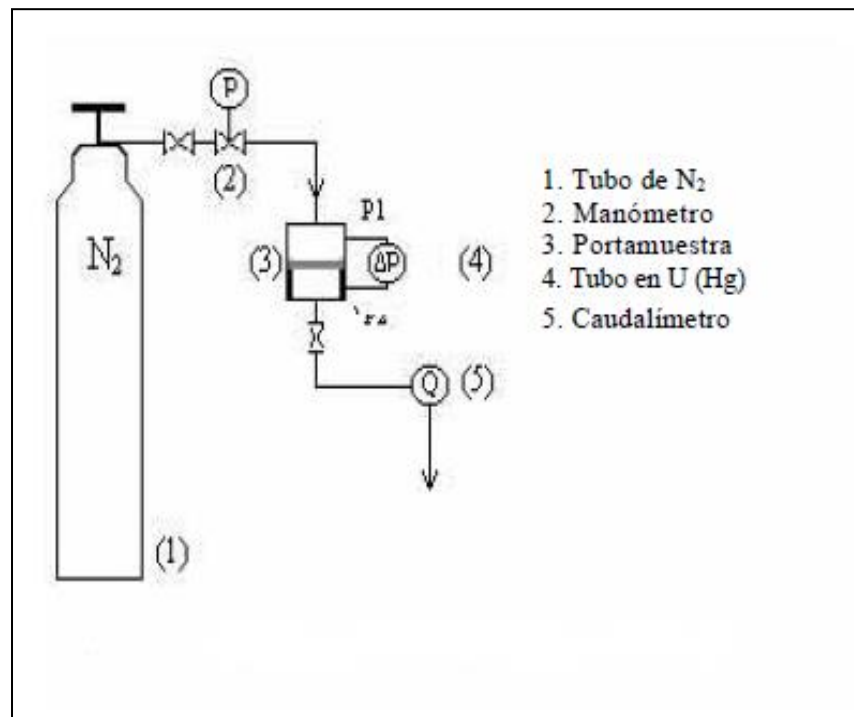 P
(2)
P1
N₂
(3)
ΔP
(4)
Q
(5)
(1)
1. Tubo de N₂
2. Manómetro
3. Portamuestra
4. Tubo en U (Hg)
5. Caudalímetro